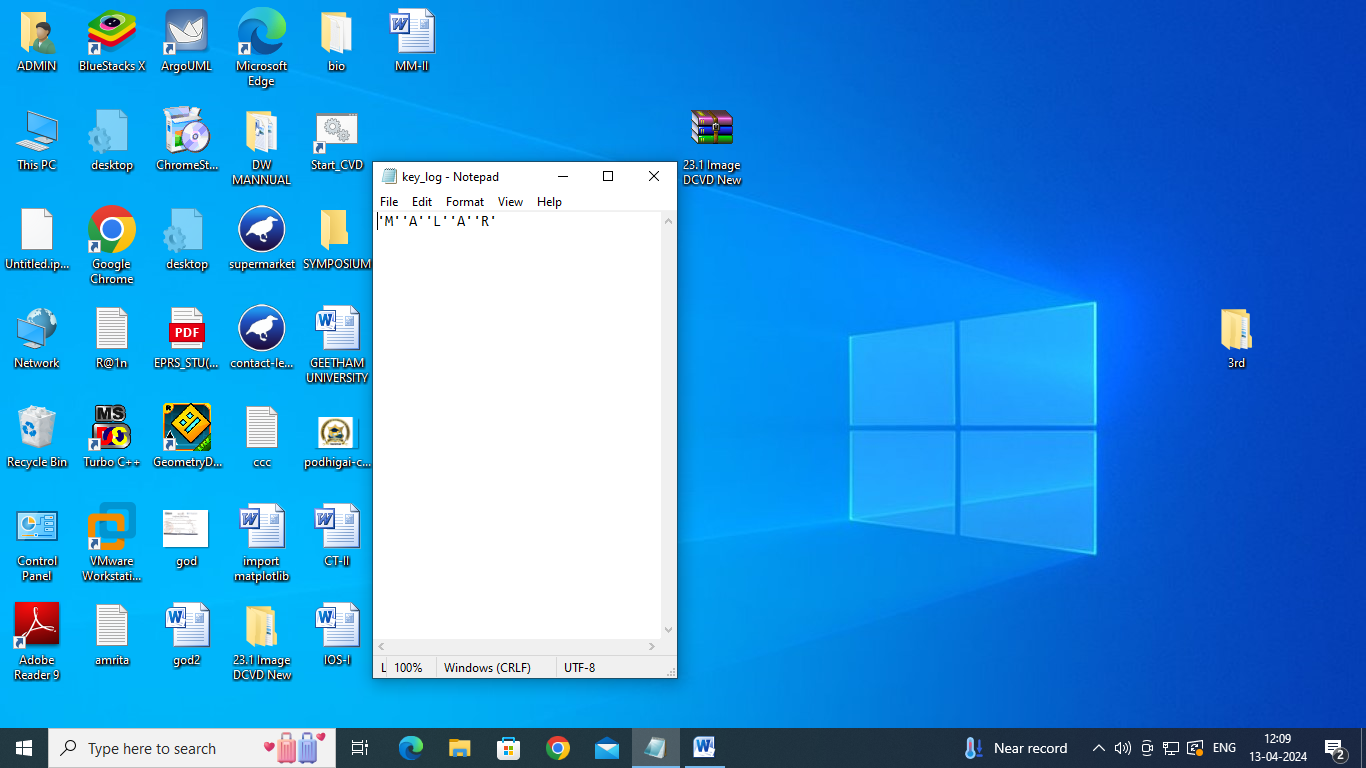 ADMIN
BlueStacks X
ArgoUML
Microsoft
Edge
bio
MM-II
This PC
desktop
ChromeSt...
DW
MANNUAL
Start_CVD
23.1 Image
DCVD New
Untitled.ip...
Google
Chrome
desktop
supermarket
SYMPOSIUM
Network
R@1n
PDF
EPRS_STU(...
contact-le...
GEETHAM
UNIVERSITY
3rd
Recycle Bin
MS
Turbo C++
GeometryD...
ccc
podhigai-c...
Control
Panel
VMware
Workstati...
god
import
matplotlib
CT-II
Adobe
Reader 9
amrita
god2
23.1 Image
DCVD New
IOS-I
key_log - Notepad
File Edit Format View Help
'M''A''L''A''R'
L 100% Windows (CRLF) UTF-8
Type here to search
Near record
ENG
12:09
13-04-2024
2